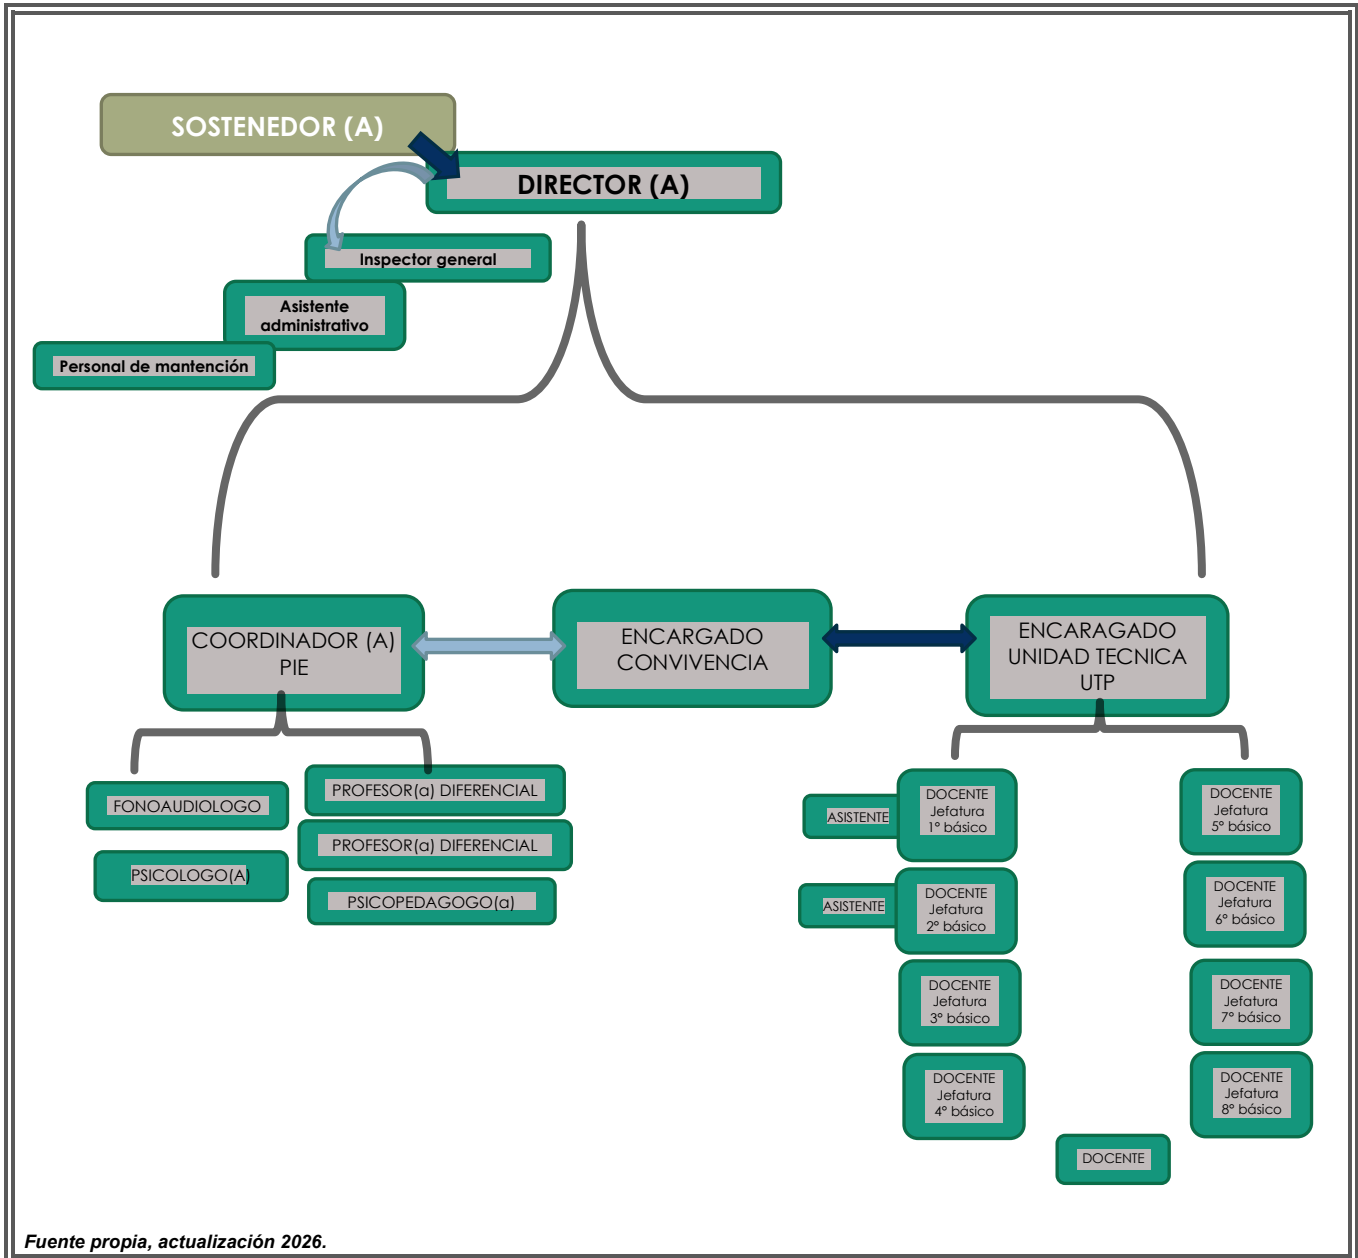 SOSTENEDOR (A)
DIRECTOR (A)
Inspector general
Asistente
administrativo
Personal de mantención
COORDINADOR (A)
PIE
ENCARGADO
CONVIVENCIA
ENCARAGADO
UNIDAD TECNICA
UTP
FONOAUDIOLOGO
PSICOLOGO(A)
PROFESOR(a) DIFERENCIAL
PROFESOR(a) DIFERENCIAL
PSICOPEDAGOGO(a)
ASISTENTE
DOCENTE
Jefatura
1° básico
ASISTENTE
DOCENTE
Jefatura
2° básico
DOCENTE
Jefatura
3° básico
DOCENTE
Jefatura
4° básico
DOCENTE
Jefatura
5° básico
DOCENTE
Jefatura
6° básico
DOCENTE
Jefatura
7° básico
DOCENTE
Jefatura
8° básico
DOCENTE
Fuente propia, actualización 2026.